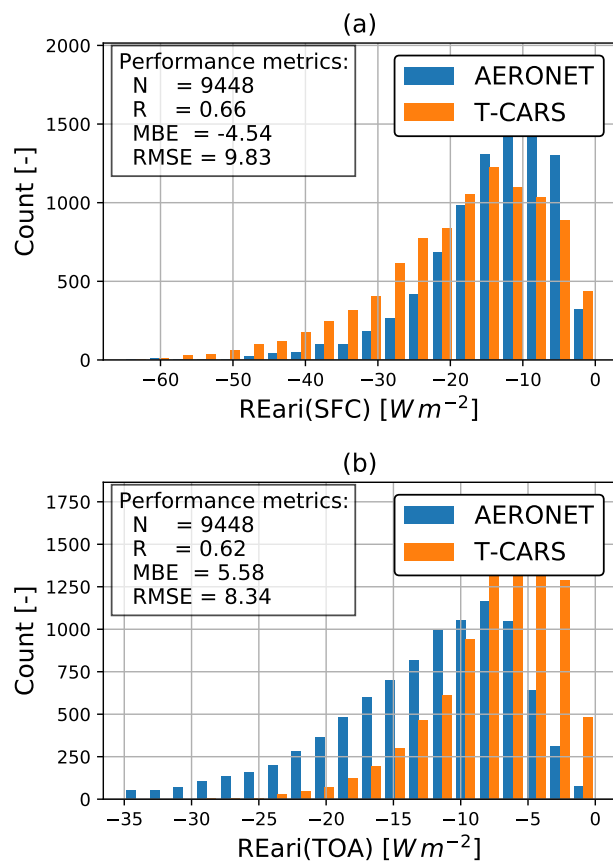 (a)
2000
1500
1000
500
0
Count [-]
Performance metrics:
N = 9448
R = 0.66
MBE = -4.54
RMSE = 9.83
AERONET
T-CARS
−60 −50 −40 −30 −20 −10 0
REari(SFC) [W m⁻²]
(b)
1750
1500
1250
1000
750
500
250
0
Count [-]
Performance metrics:
N = 9448
R = 0.62
MBE = 5.58
RMSE = 8.34
AERONET
T-CARS
−35 −30 −25 −20 −15 −10 −5 0
REari(TOA) [W m⁻²]